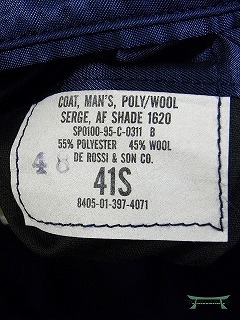 COAT, MAN'S, POLY/WOOL
SERGE, AF SHADE 1620
SP0100-95-C-0311 B
55% POLYESTER 45% WOOL
48
DE ROSSI & SON CO.
41S
8405-01-397-4071